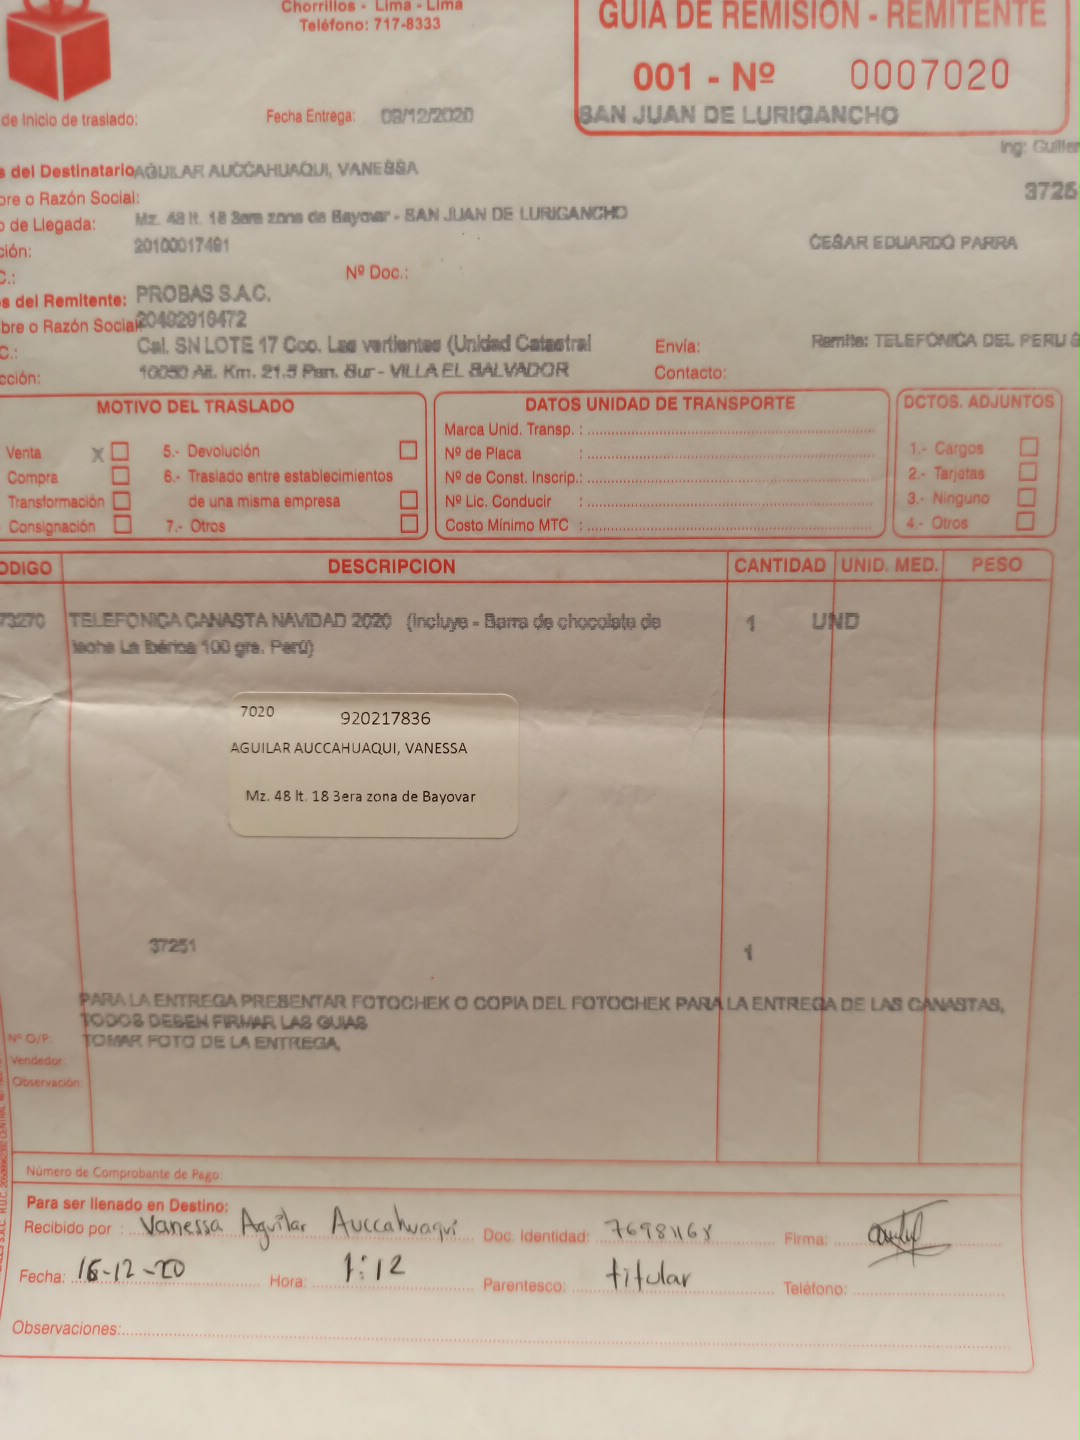 Chorrillos - Lima - Lima
Teléfono: 717-8333
GUIA DE REMISION - REMITENTE
001 - Nº 0007020
SAN JUAN DE LURIGANCHO
de Inicio de traslado:
Fecha Entrega: 09/12/2020
Ing: Guiller
s del Destinatario AGUILAR AUCCAHUAQUI, VANESSA
bre o Razón Social:
3725
o de Llegada: Mz. 48 lt. 18 3era zona de Bayovar - SAN JUAN DE LURIGANCHO
ción: 20100017491
CESAR EDUARDO PARRA
C.:
Nº Doc.:
s del Remitente: PROBAS S.A.C.
bre o Razón Social 20492916472
C.: Cal. SN LOTE 17 Coo. Las vertientes (Unidad Catastral
Envía: Remite: TELEFONICA DEL PERU S
cción: 10050 Alt. Km. 21.5 Pan. Sur - VILLA EL SALVADOR
Contacto:
MOTIVO DEL TRASLADO
Venta X
Compra
Transformación
Consignación
5.- Devolución
6.- Traslado entre establecimientos
de una misma empresa
7.- Otros
DATOS UNIDAD DE TRANSPORTE
Marca Unid. Transp. :
Nº de Placa :
Nº de Const. Inscrip.:
Nº Lic. Conducir :
Costo Mínimo MTC :
DCTOS. ADJUNTOS
1.- Cargos
2.- Tarjetas
3.- Ninguno
4.- Otros
ODIGO DESCRIPCION CANTIDAD UNID. MED. PESO
73270 TELEFONICA CANASTA NAVIDAD 2020 (Incluye - Barra de chocolate de 1 UND
leche La Ibérica 100 grs. Perú)
7020 920217836
AGUILAR AUCCAHUAQUI, VANESSA
Mz. 48 lt. 18 3era zona de Bayovar
37251 1
PARA LA ENTREGA PRESENTAR FOTOCHEK O COPIA DEL FOTOCHEK PARA LA ENTREGA DE LAS CANASTAS,
TODOS DEBEN FIRMAR LAS GUIAS
TOMAR FOTO DE LA ENTREGA,
Nº O/P:
Vendedor:
Observación:
Número de Comprobante de Pago:
Para ser llenado en Destino:
Recibido por : Vanessa Aguilar Auccahuaqui Doc. Identidad: 76981168 Firma:
Fecha: 16-12-20 Hora: 1:12 Parentesco: titular Teléfono:
Observaciones: